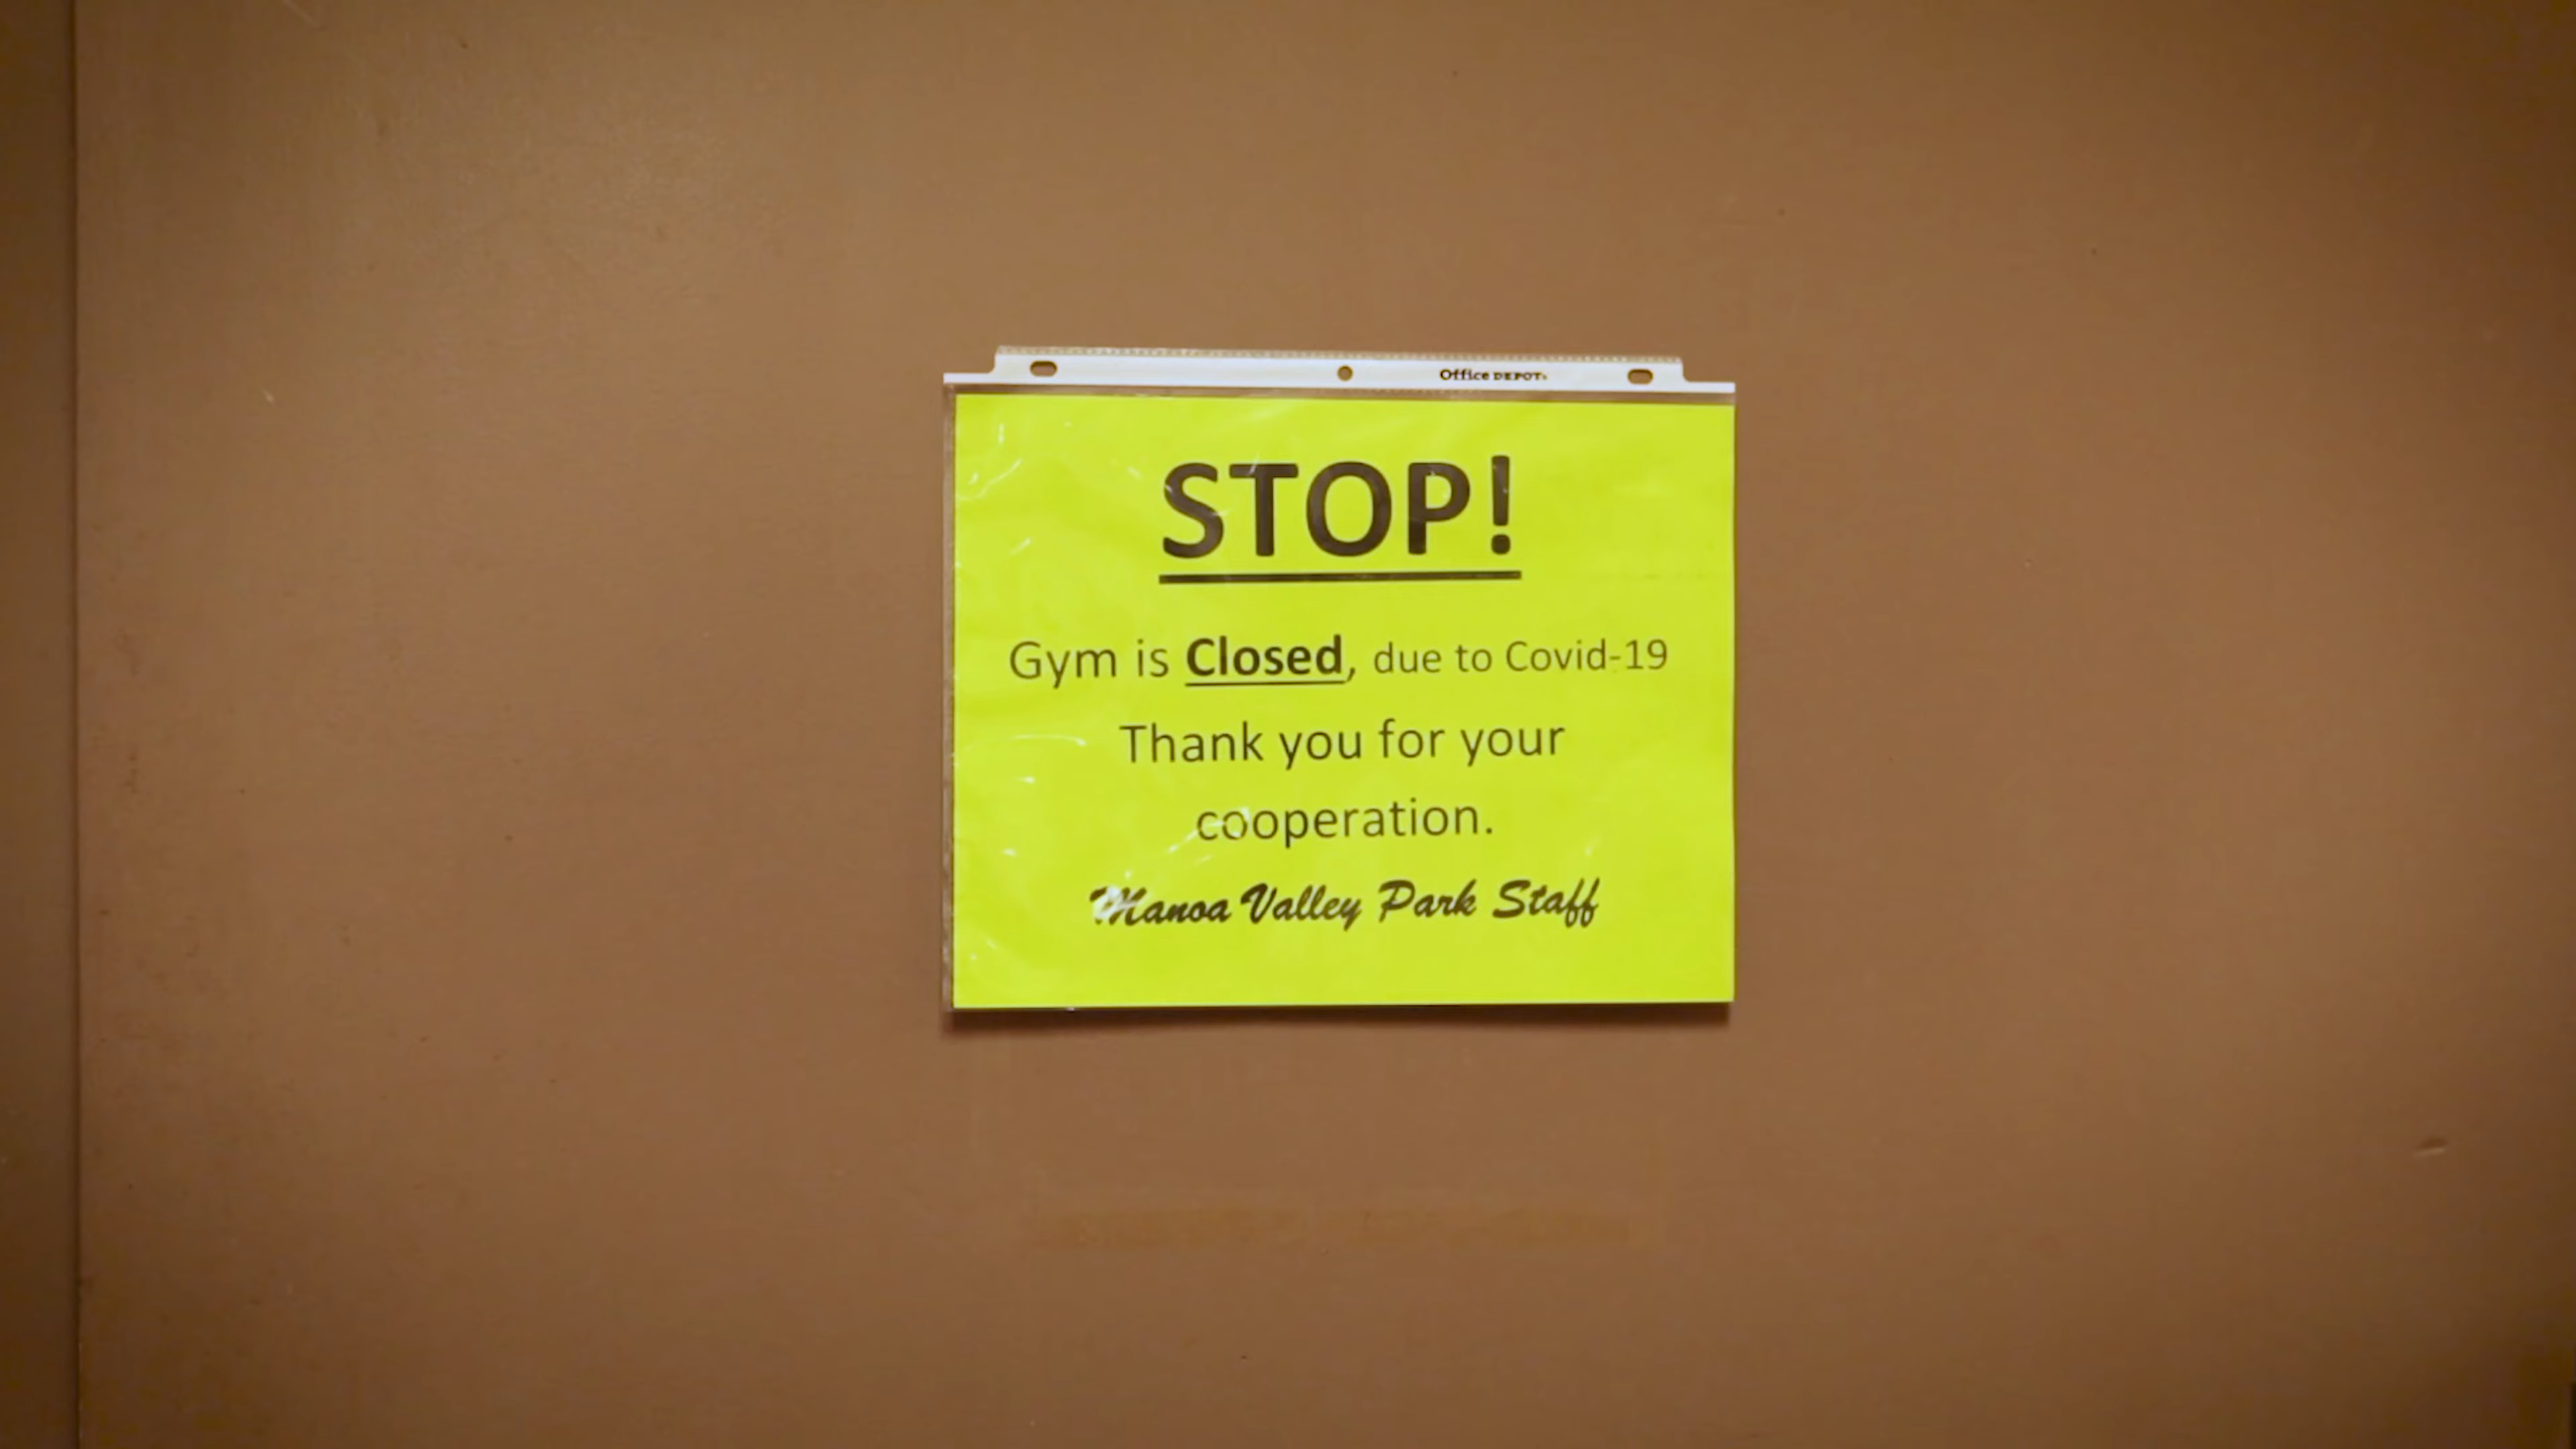 Office DEPOT
STOP!
Gym is Closed, due to Covid-19
Thank you for your
cooperation.
Manoa Valley Park Staff